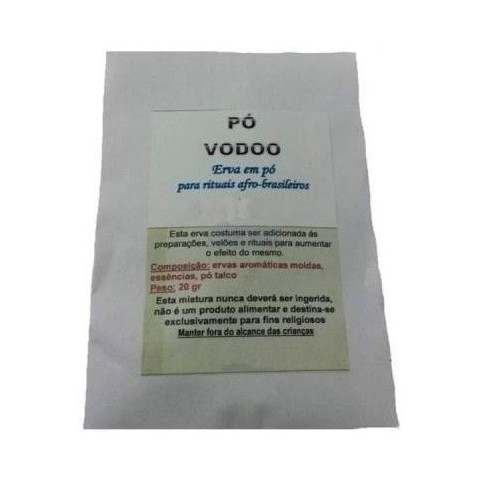 PÓ
VODOO
Erva em pó
para rituais afro-brasileiros
Esta erva costuma ser adicionada ás
preparações, velões e rituais para aumentar
o efeito do mesmo.
Composição: ervas aromáticas moídas,
essências, pó talco
Peso: 20 gr
Esta mistura nunca deverá ser ingerida,
não é um produto alimentar e destina-se
exclusivamente para fins religiosos
Manter fora do alcance das crianças